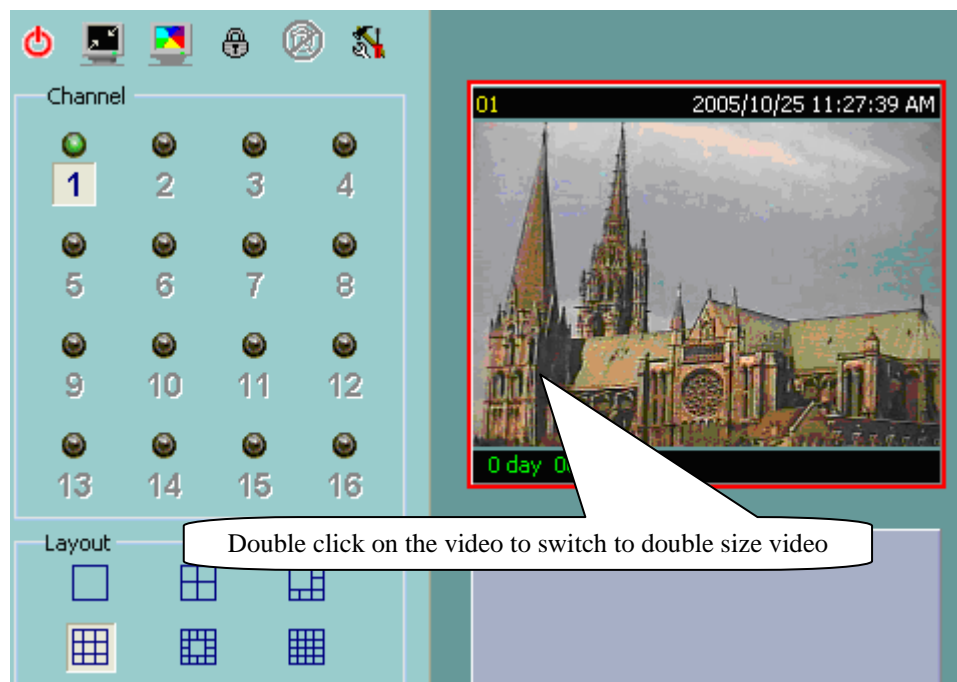 Channel
1 2 3 4
5 6 7 8
9 10 11 12
13 14 15 16
Layout
01 2005/10/25 11:27:39 AM
0 day
Double click on the video to switch to double size video